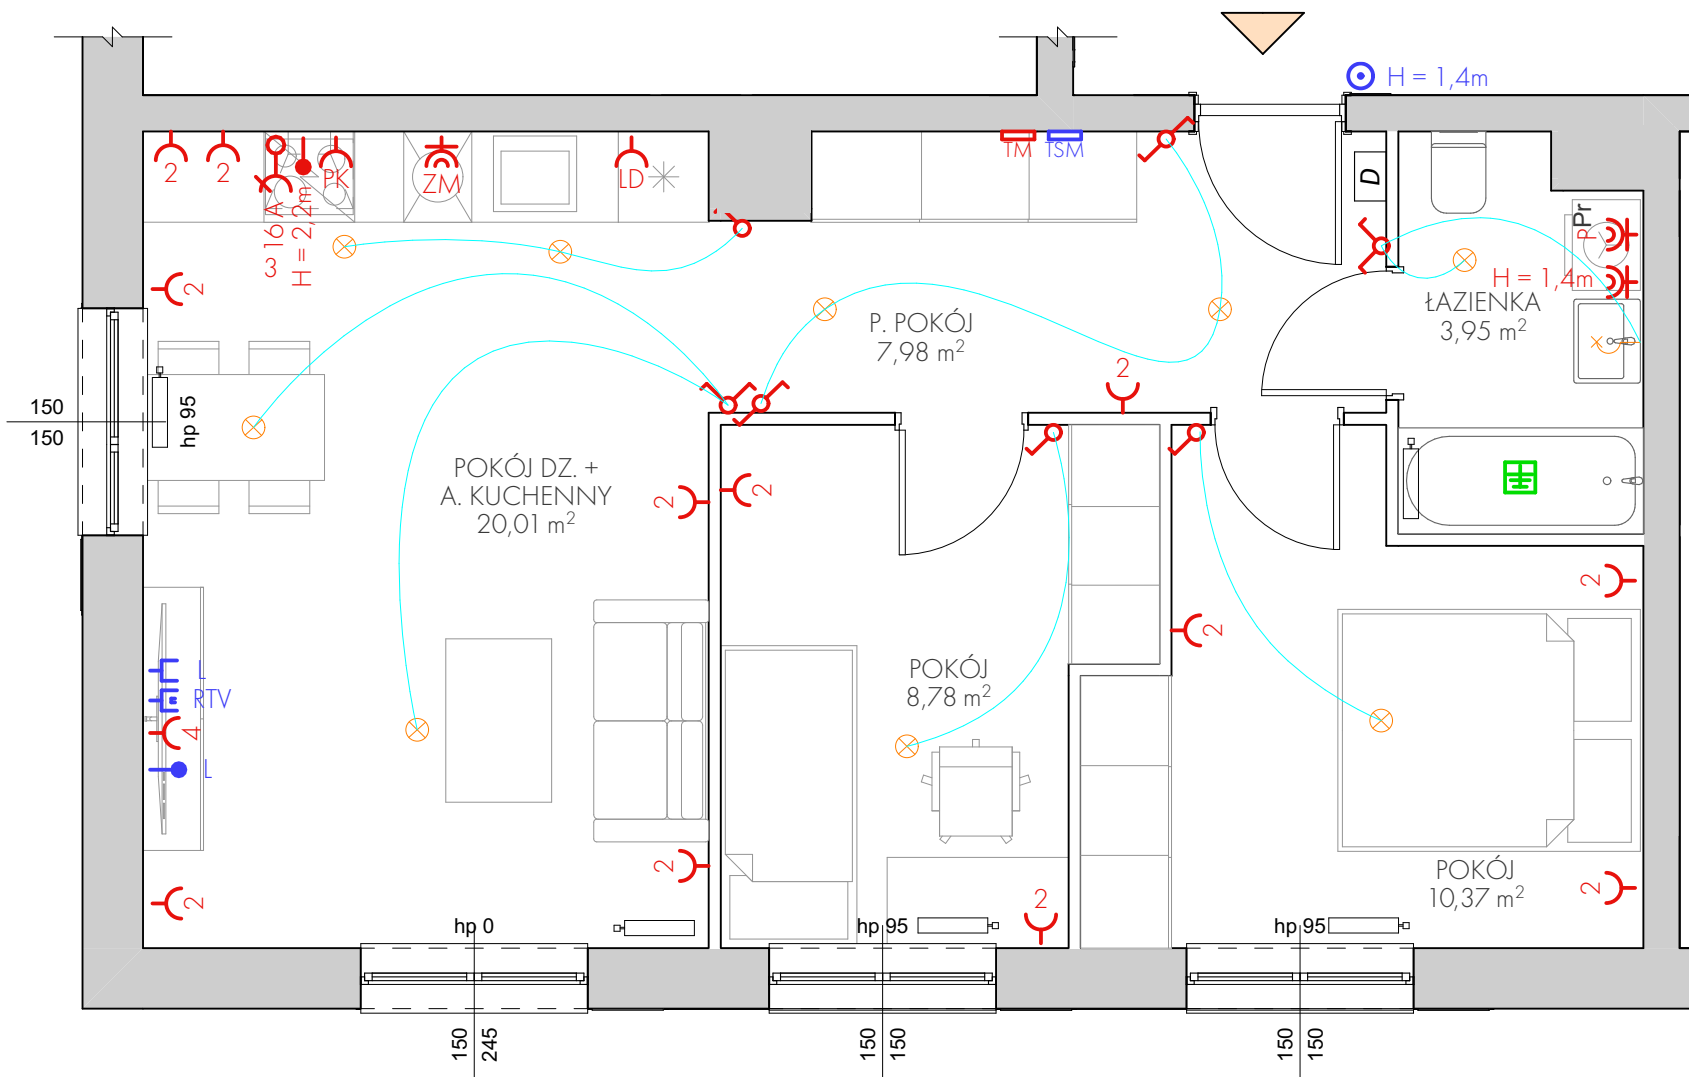 H = 1,4m
TM
TSM
D
2
2
PK
ZM
LD
3 16 A
H = 2,2m
2
Pr
P
H = 1,4m
ŁAZIENKA
3,95 m²
P. POKÓJ
7,98 m²
2
150
150
hp 95
POKÓJ DZ. +
A. KUCHENNY
20,01 m²
2
2
2
2
L
RTV
4
L
POKÓJ
8,78 m²
2
2
2
POKÓJ
10,37 m²
2
hp 0
hp 95
hp 95
150
245
150
150
150
150